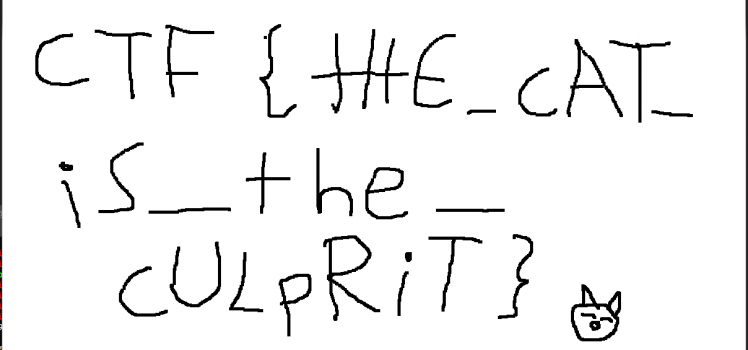 CTF {tHE_cAT_
iS_the_
cULpRiT}